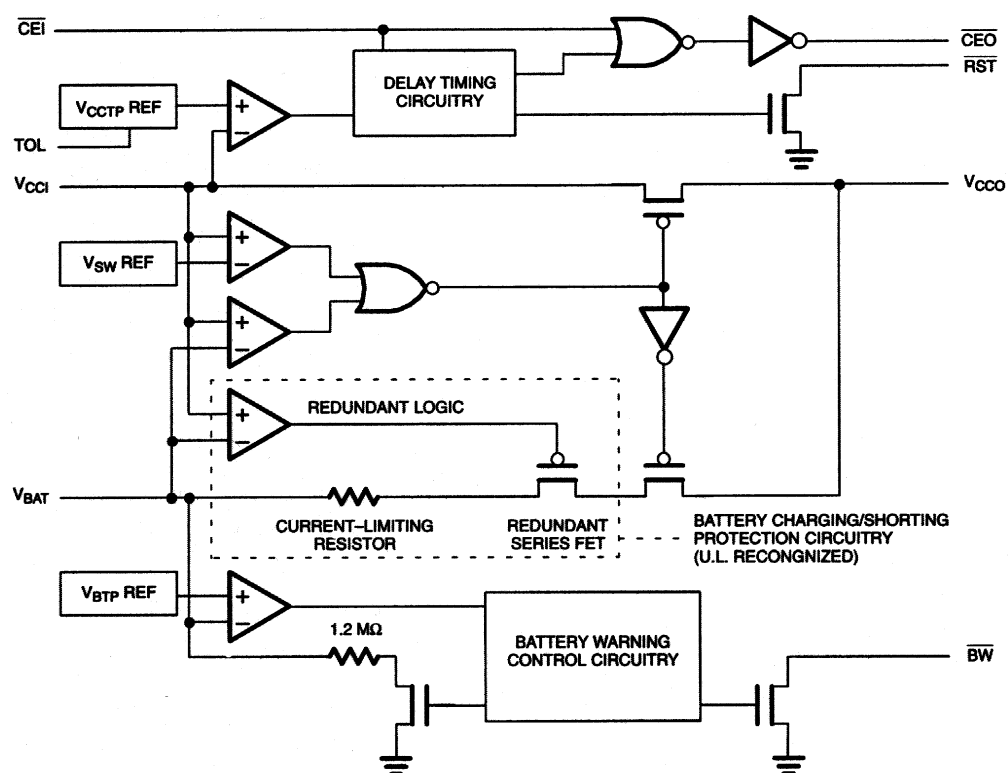 CEI
CEO
RST
DELAY TIMING
CIRCUITRY
VCCTP REF
+
−
TOL
VCCI
VCCO
+
−
VSW REF
+
−
REDUNDANT LOGIC
+
−
VBAT
CURRENT–LIMITING
RESISTOR
REDUNDANT
SERIES FET
BATTERY CHARGING/SHORTING
PROTECTION CIRCUITRY
(U.L. RECONGNIZED)
VBTP REF
+
−
1.2 MΩ
BATTERY WARNING
CONTROL CIRCUITRY
BW